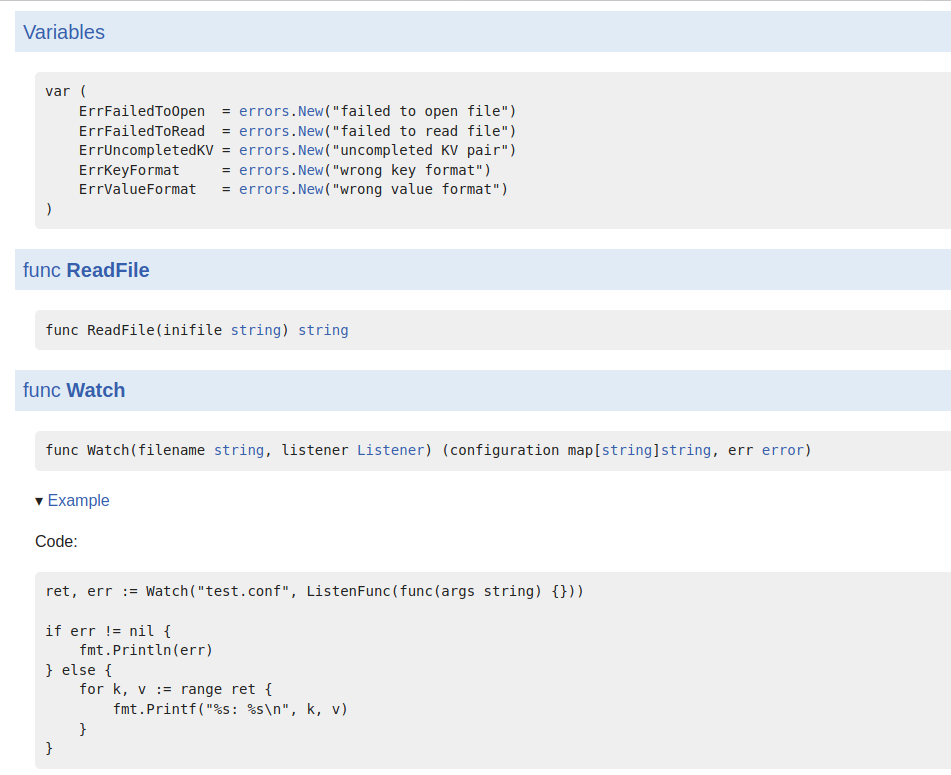 Variables
var (
    ErrFailedToOpen  = errors.New("failed to open file")
    ErrFailedToRead  = errors.New("failed to read file")
    ErrUncompletedKV = errors.New("uncompleted KV pair")
    ErrKeyFormat     = errors.New("wrong key format")
    ErrValueFormat   = errors.New("wrong value format")
)
func ReadFile
func ReadFile(inifile string) string
func Watch
func Watch(filename string, listener Listener) (configuration map[string]string, err error)
▾ Example
Code:
ret, err := Watch("test.conf", ListenFunc(func(args string) {}))
if err != nil {
    fmt.Println(err)
} else {
    for k, v := range ret {
        fmt.Printf("%s: %s\n", k, v)
    }
}